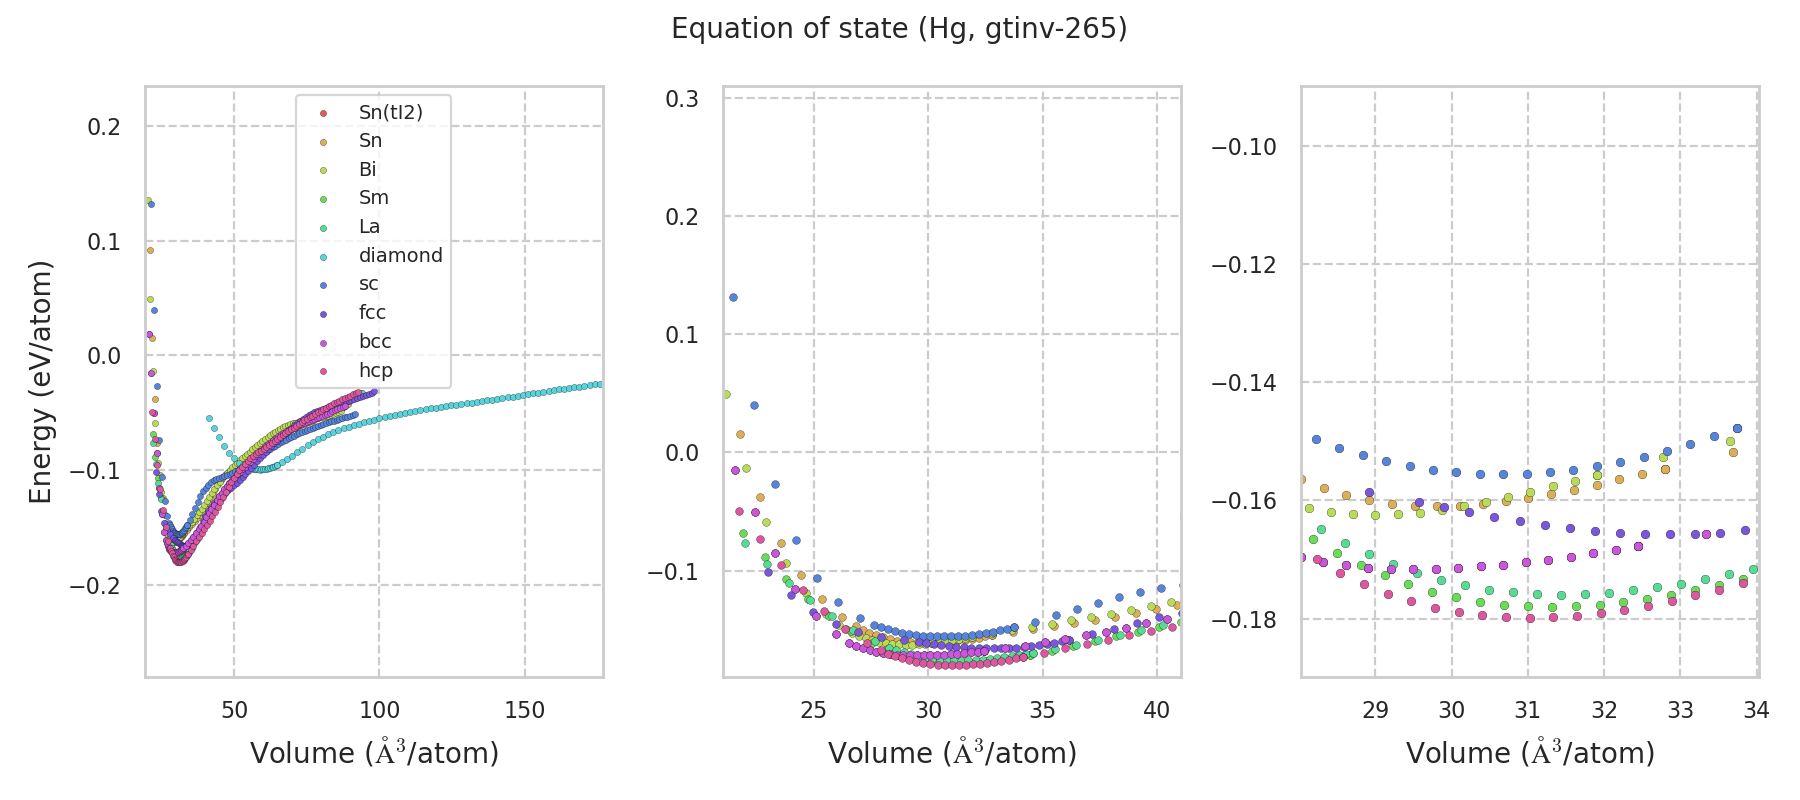 Equation of state (Hg, gtinv-265)
Energy (eV/atom)
0.2
0.1
0.0
−0.1
−0.2
Sn(tI2)
Sn
Bi
Sm
La
diamond
sc
fcc
bcc
hcp
50 100 150
Volume (Å³/atom)
0.3
0.2
0.1
0.0
−0.1
25 30 35 40
Volume (Å³/atom)
−0.10
−0.12
−0.14
−0.16
−0.18
29 30 31 32 33 34
Volume (Å³/atom)